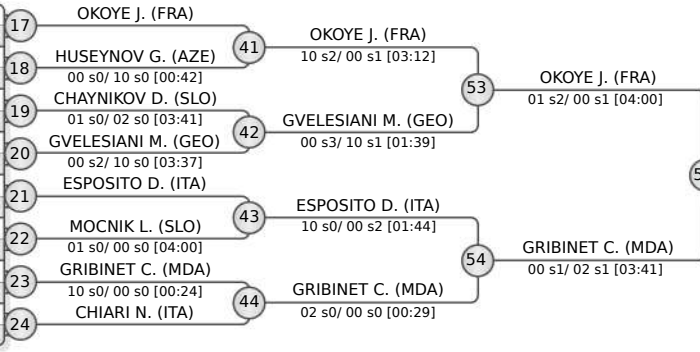 OKOYE J. (FRA)
17
HUSEYNOV G. (AZE)
18
00 s0/ 10 s0 [00:42]
CHAYNIKOV D. (SLO)
19
01 s0/ 02 s0 [03:41]
GVELESIANI M. (GEO)
20
00 s2/ 10 s0 [03:37]
ESPOSITO D. (ITA)
21
MOCNIK L. (SLO)
22
01 s0/ 00 s0 [04:00]
GRIBINET C. (MDA)
23
10 s0/ 00 s0 [00:24]
CHIARI N. (ITA)
24
41
OKOYE J. (FRA)
10 s2/ 00 s1 [03:12]
42
GVELESIANI M. (GEO)
00 s3/ 10 s1 [01:39]
43
ESPOSITO D. (ITA)
10 s0/ 00 s2 [01:44]
44
GRIBINET C. (MDA)
02 s0/ 00 s0 [00:29]
53
OKOYE J. (FRA)
01 s2/ 00 s1 [04:00]
54
GRIBINET C. (MDA)
00 s1/ 02 s1 [03:41]